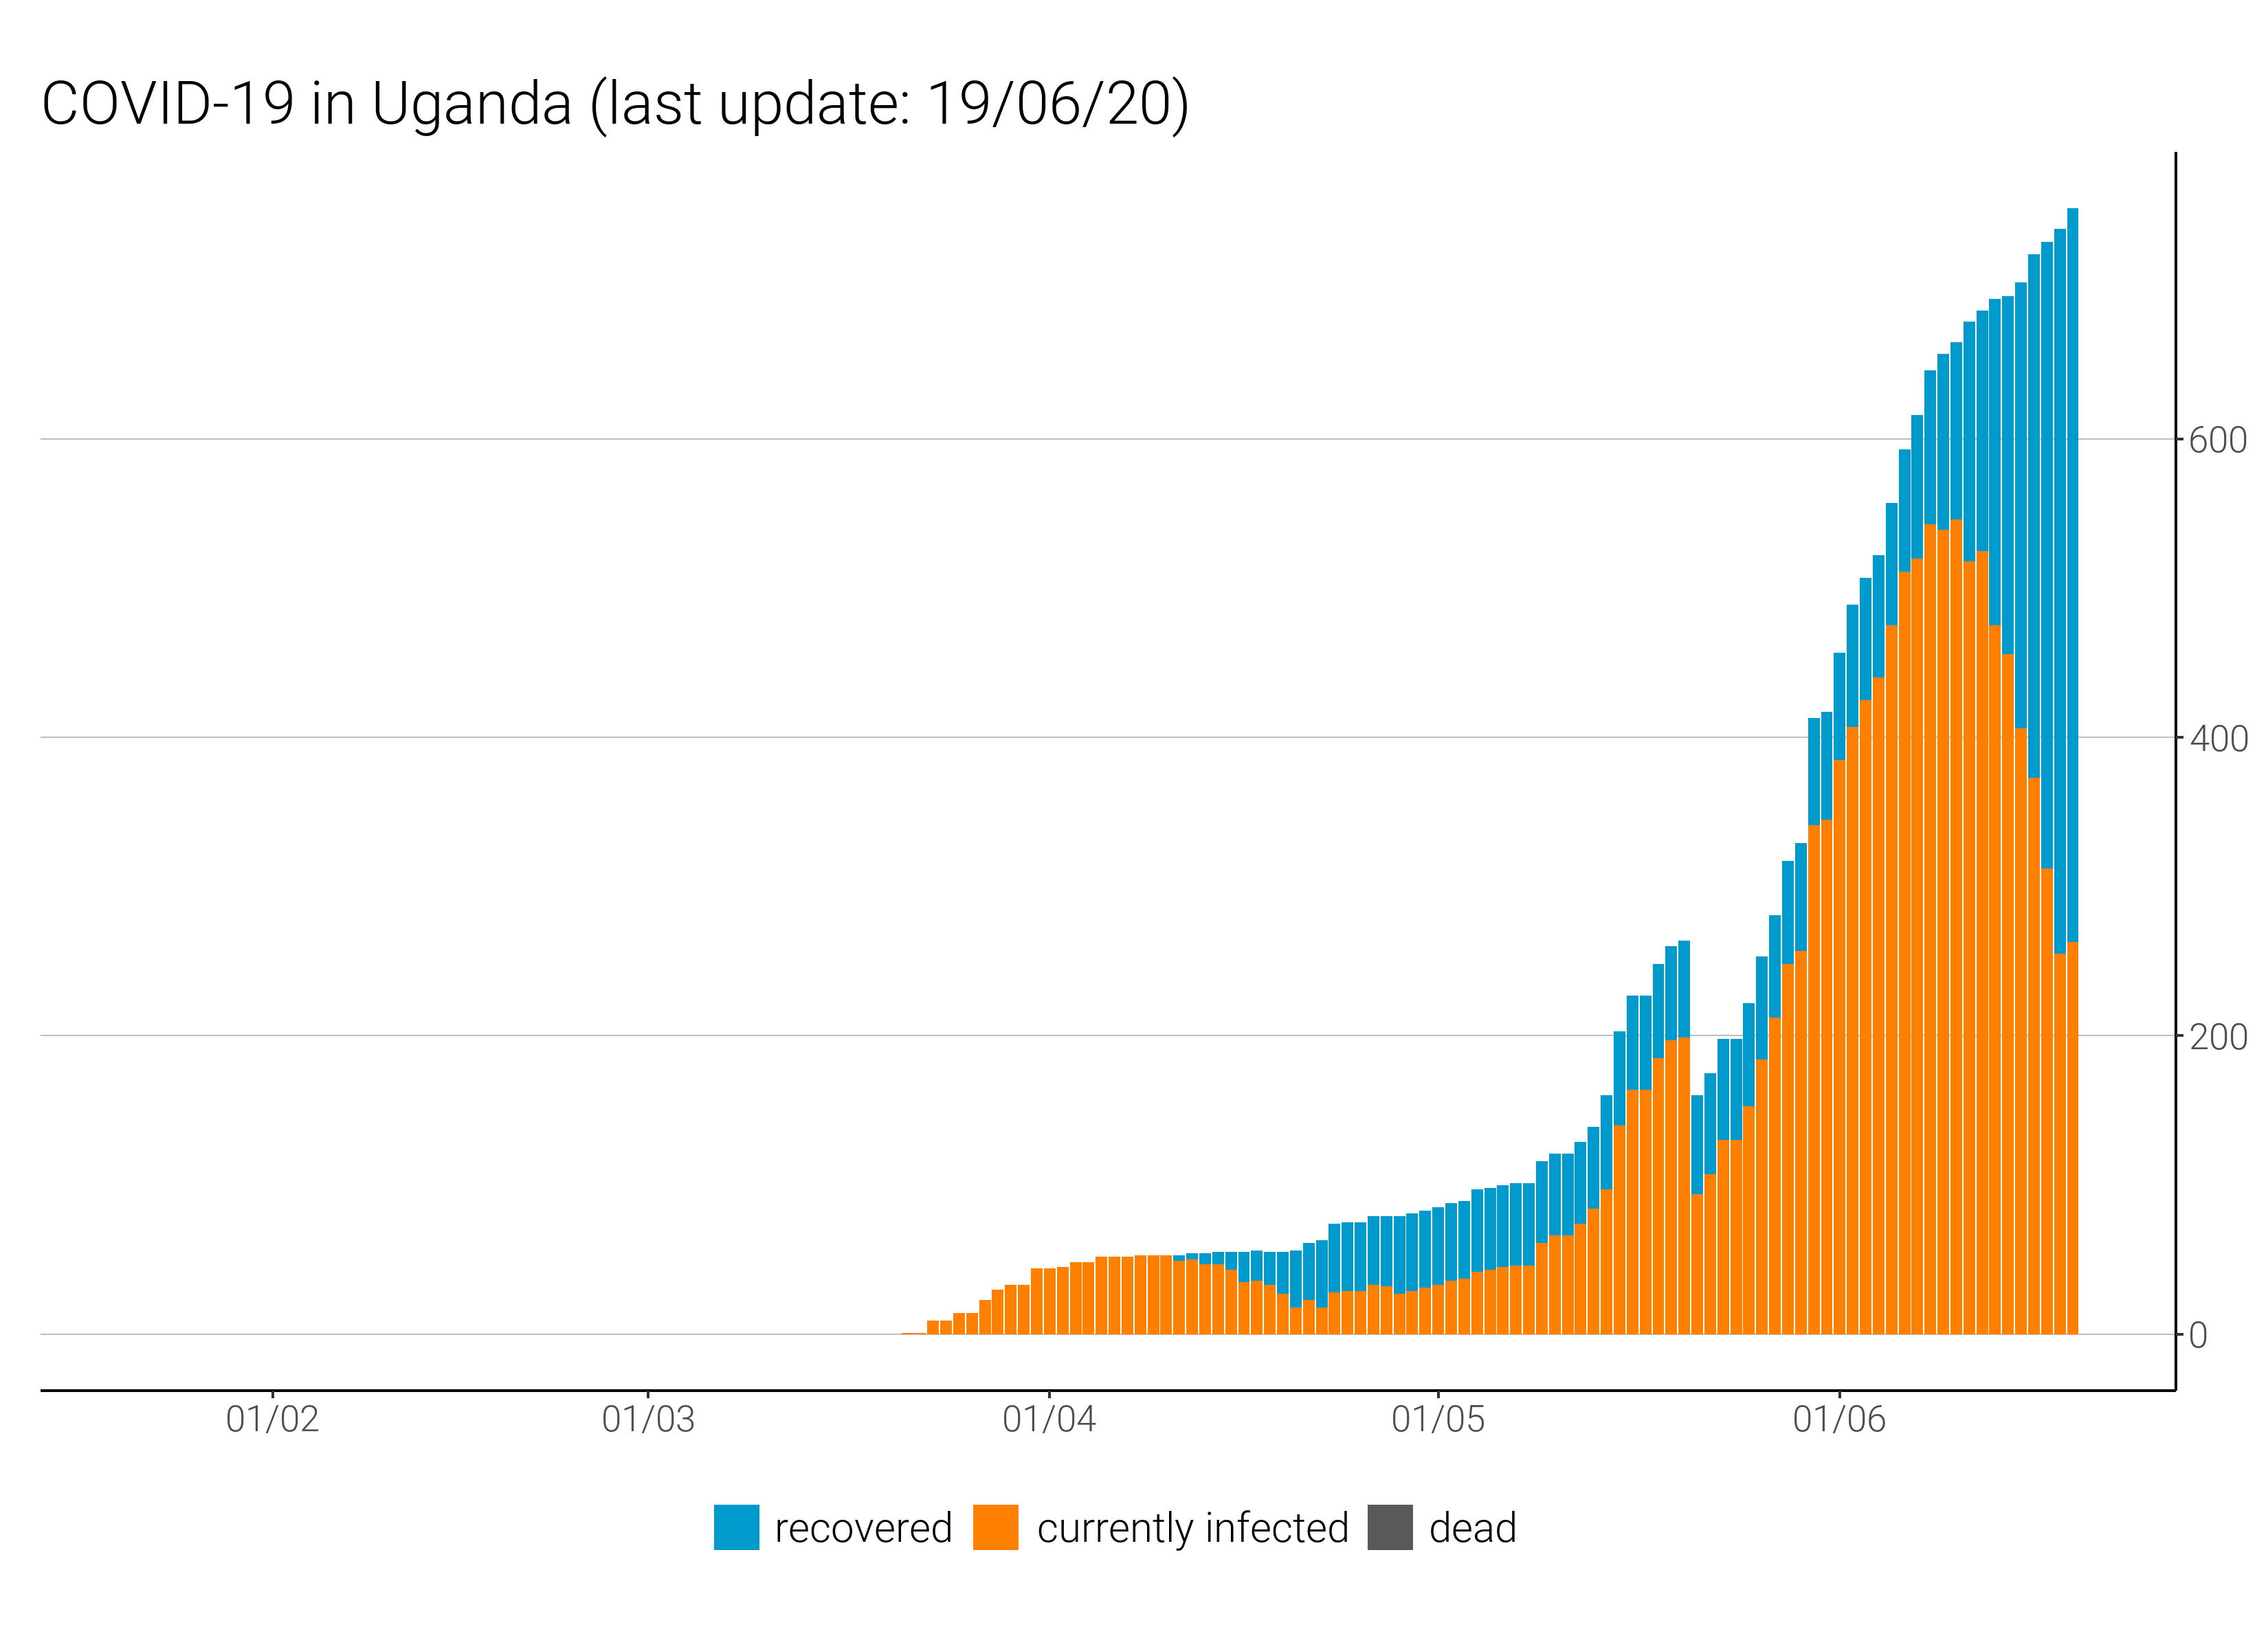 COVID-19 in Uganda (last update: 19/06/20)
600
400
200
0
01/02 01/03 01/04 01/05 01/06
recovered currently infected dead